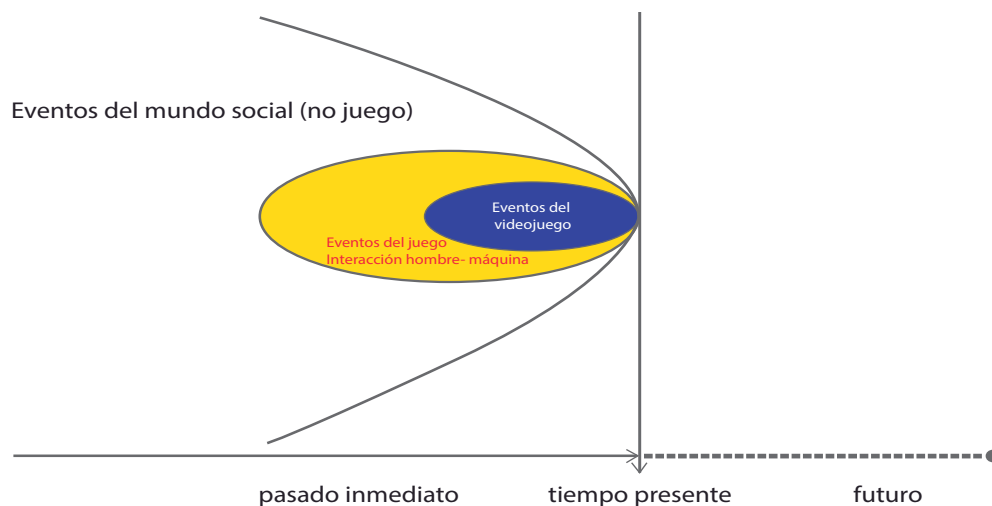 Eventos del mundo social (no juego)
Eventos del
videojuego
Eventos del juego
Interacción hombre- máquina
pasado inmediato
tiempo presente
futuro